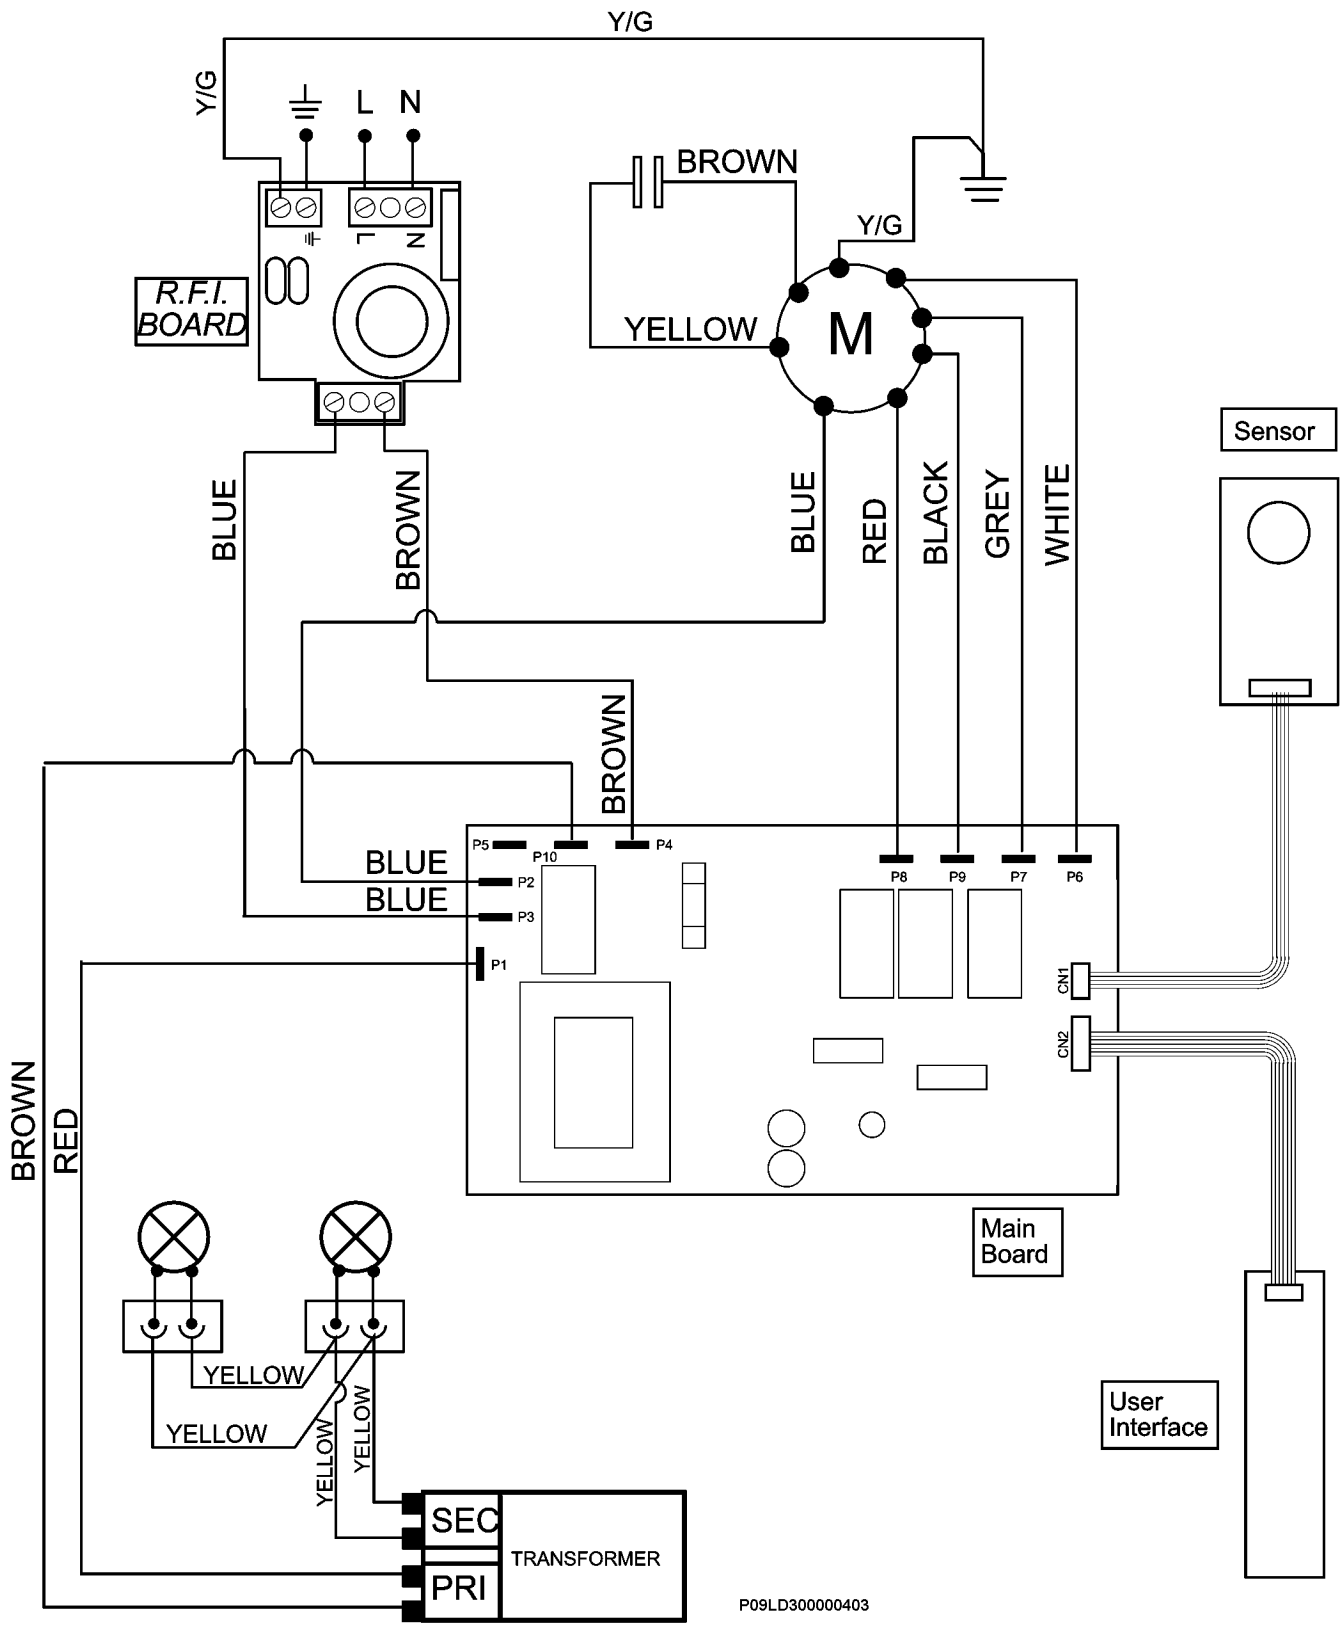 Y/G
Y/G
L N
BROWN
Y/G
L N
R.F.I.
BOARD
YELLOW
M
Sensor
BLUE
BROWN
BLUE
RED
BLACK
GREY
WHITE
BROWN
P5
P10
P4
BLUE
P2
P8 P9 P7 P6
BLUE
P3
P1
CN1
CN2
BROWN
RED
Main
Board
YELLOW
YELLOW
YELLOW
YELLOW
User
Interface
SEC
TRANSFORMER
PRI
P09LD300000403